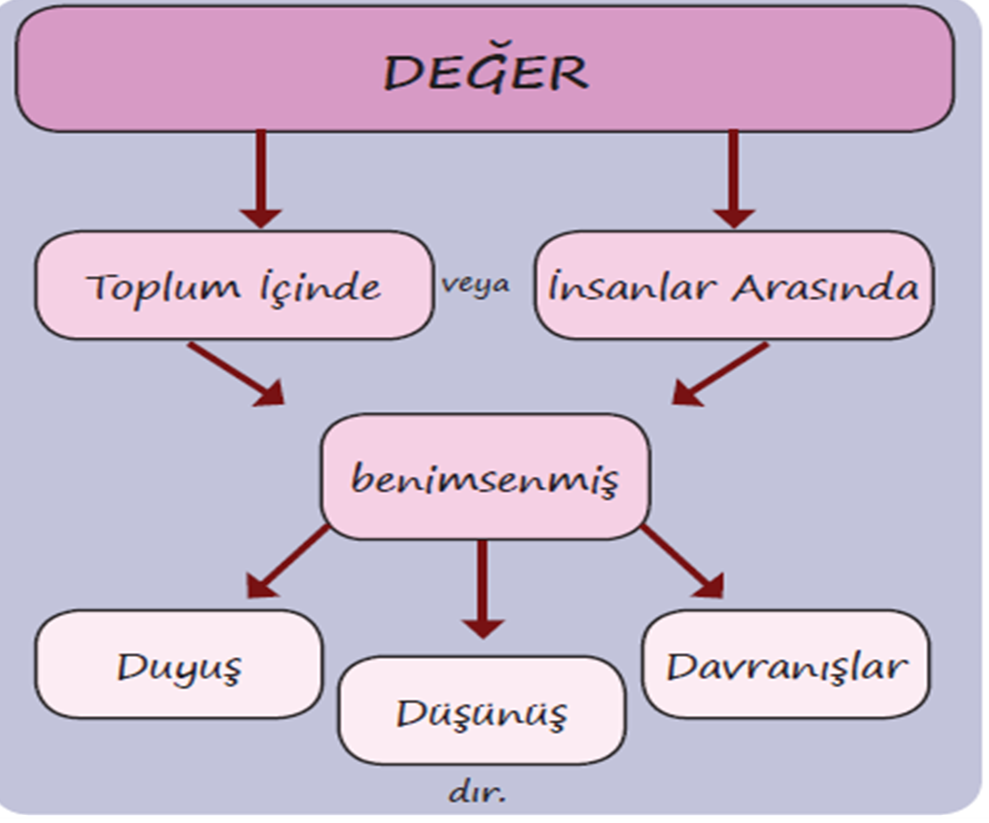 DEĞER
Toplum İçinde veya İnsanlar Arasında
benimsenmiş
Duyuş
Düşünüş
Davranışlar
dır.